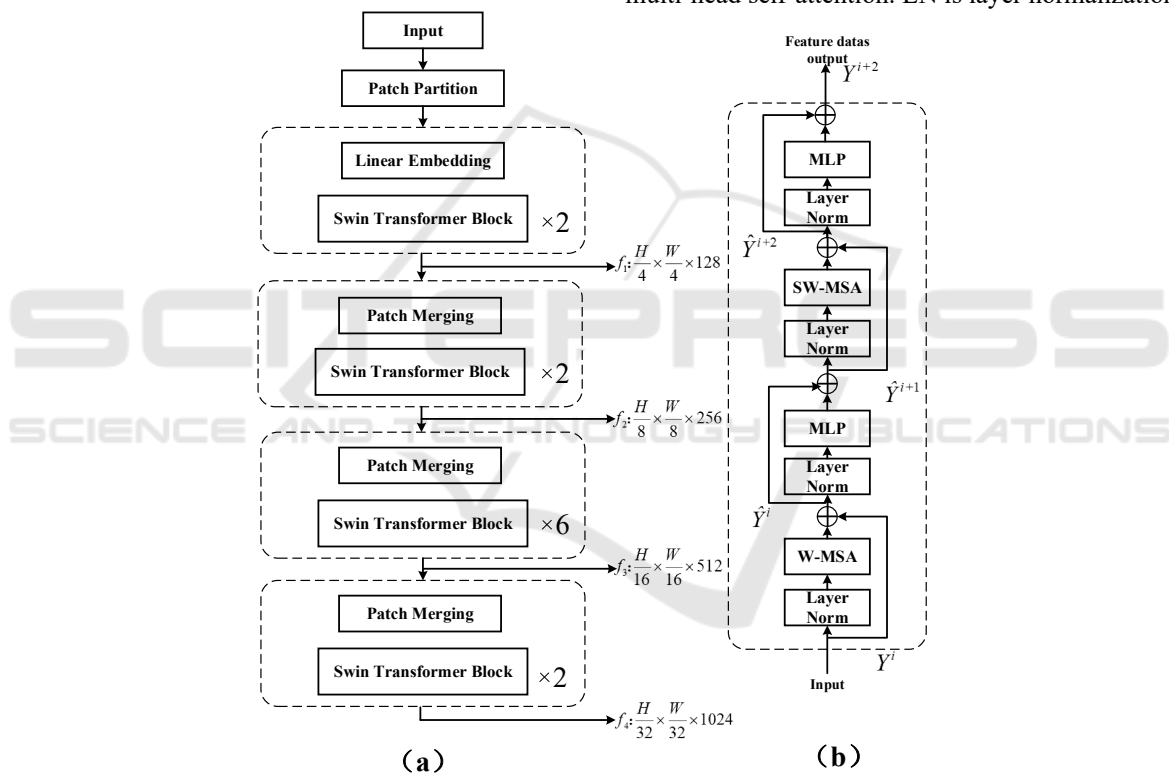 multi-head self-attention. LN is layer normalization
Input
Patch Partition
Linear Embedding
Swin Transformer Block ×2
f₁: H/4 × W/4 × 128
Patch Merging
Swin Transformer Block ×2
f₂: H/8 × W/8 × 256
Patch Merging
Swin Transformer Block ×6
f₃: H/16 × W/16 × 512
Patch Merging
Swin Transformer Block ×2
f₄: H/32 × W/32 × 1024
(a)
Feature datas
output
Y^{i+2}
MLP
Layer
Norm
Ŷ^{i+2}
SW-MSA
Layer
Norm
Ŷ^{i+1}
MLP
Layer
Norm
Ŷ^{i}
W-MSA
Layer
Norm
Y^{i}
Input
(b)
SCITEPRESS
SCIENCE AND TECHNOLOGY PUBLICATIONS